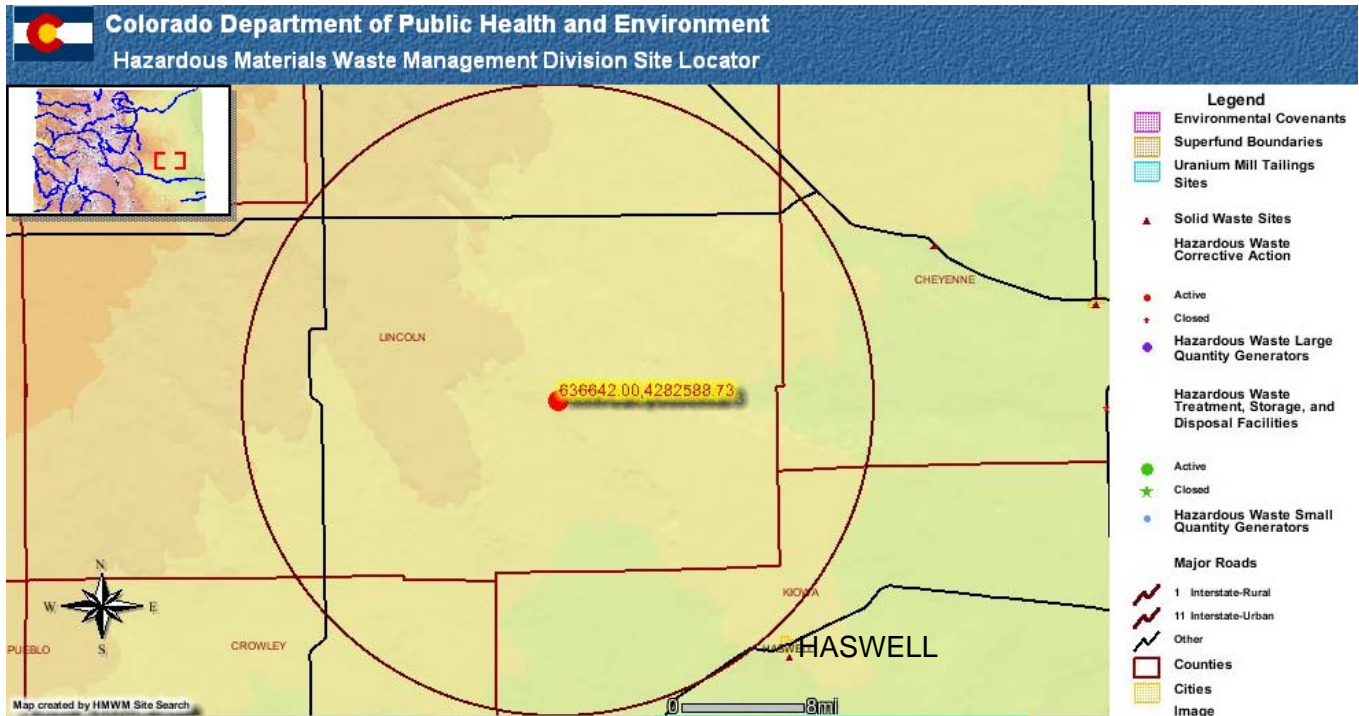 Colorado Department of Public Health and Environment
Hazardous Materials Waste Management Division Site Locator
LINCOLN
CHEYENNE
636642.00,4282588.73
KIOWA
PUEBLO
CROWLEY
HASWELL
HASWELL
N
W
E
S
Map created by HMWM Site Search
0
8mi
Legend
Environmental Covenants
Superfund Boundaries
Uranium Mill Tailings
Sites
Solid Waste Sites
Hazardous Waste
Corrective Action
Active
Closed
Hazardous Waste Large
Quantity Generators
Hazardous Waste
Treatment, Storage, and
Disposal Facilities
Active
Closed
Hazardous Waste Small
Quantity Generators
Major Roads
1 Interstate-Rural
11 Interstate-Urban
Other
Counties
Cities
Image